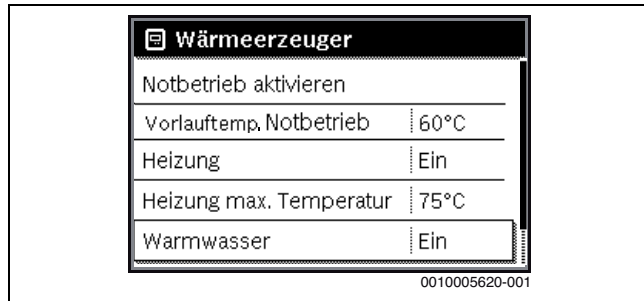 Wärmeerzeuger
Notbetrieb aktivieren
Vorlauftemp. Notbetrieb 60°C
Heizung Ein
Heizung max. Temperatur 75°C
Warmwasser Ein
0010005620-001